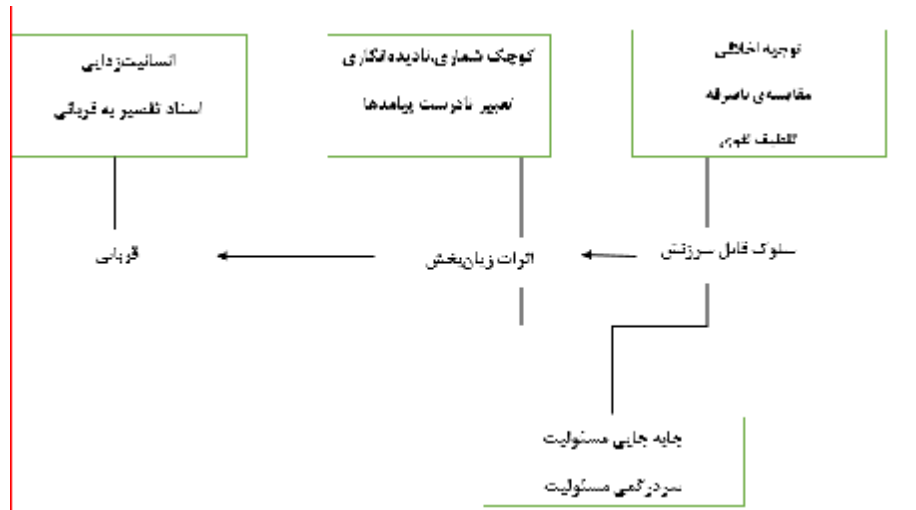 توجیه اخلاقی
مقایسه‌ی باصرفه
تلطیف لغوی
کوچک شماری،نادیده‌انگاری
تعبیر نادرست پیامدها
انسانیت‌زدایی
اسناد تقصیر به قربانی
سلوک قابل سرزنش
اثرات زیان‌بخش
قربانی
جابه جایی مسئولیت
سردرگمی مسئولیت